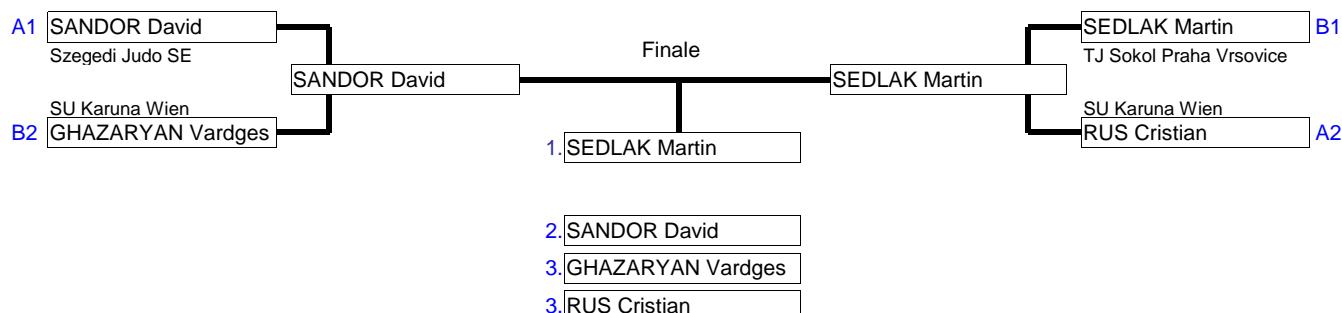 A1 SANDOR David
Szegedi Judo SE
SU Karuna Wien
B2 GHAZARYAN Vardges
SANDOR David
Finale
SEDLAK Martin
SEDLAK Martin B1
TJ Sokol Praha Vrsovice
SU Karuna Wien
RUS Cristian A2
1. SEDLAK Martin
2. SANDOR David
3. GHAZARYAN Vardges
3. RUS Cristian